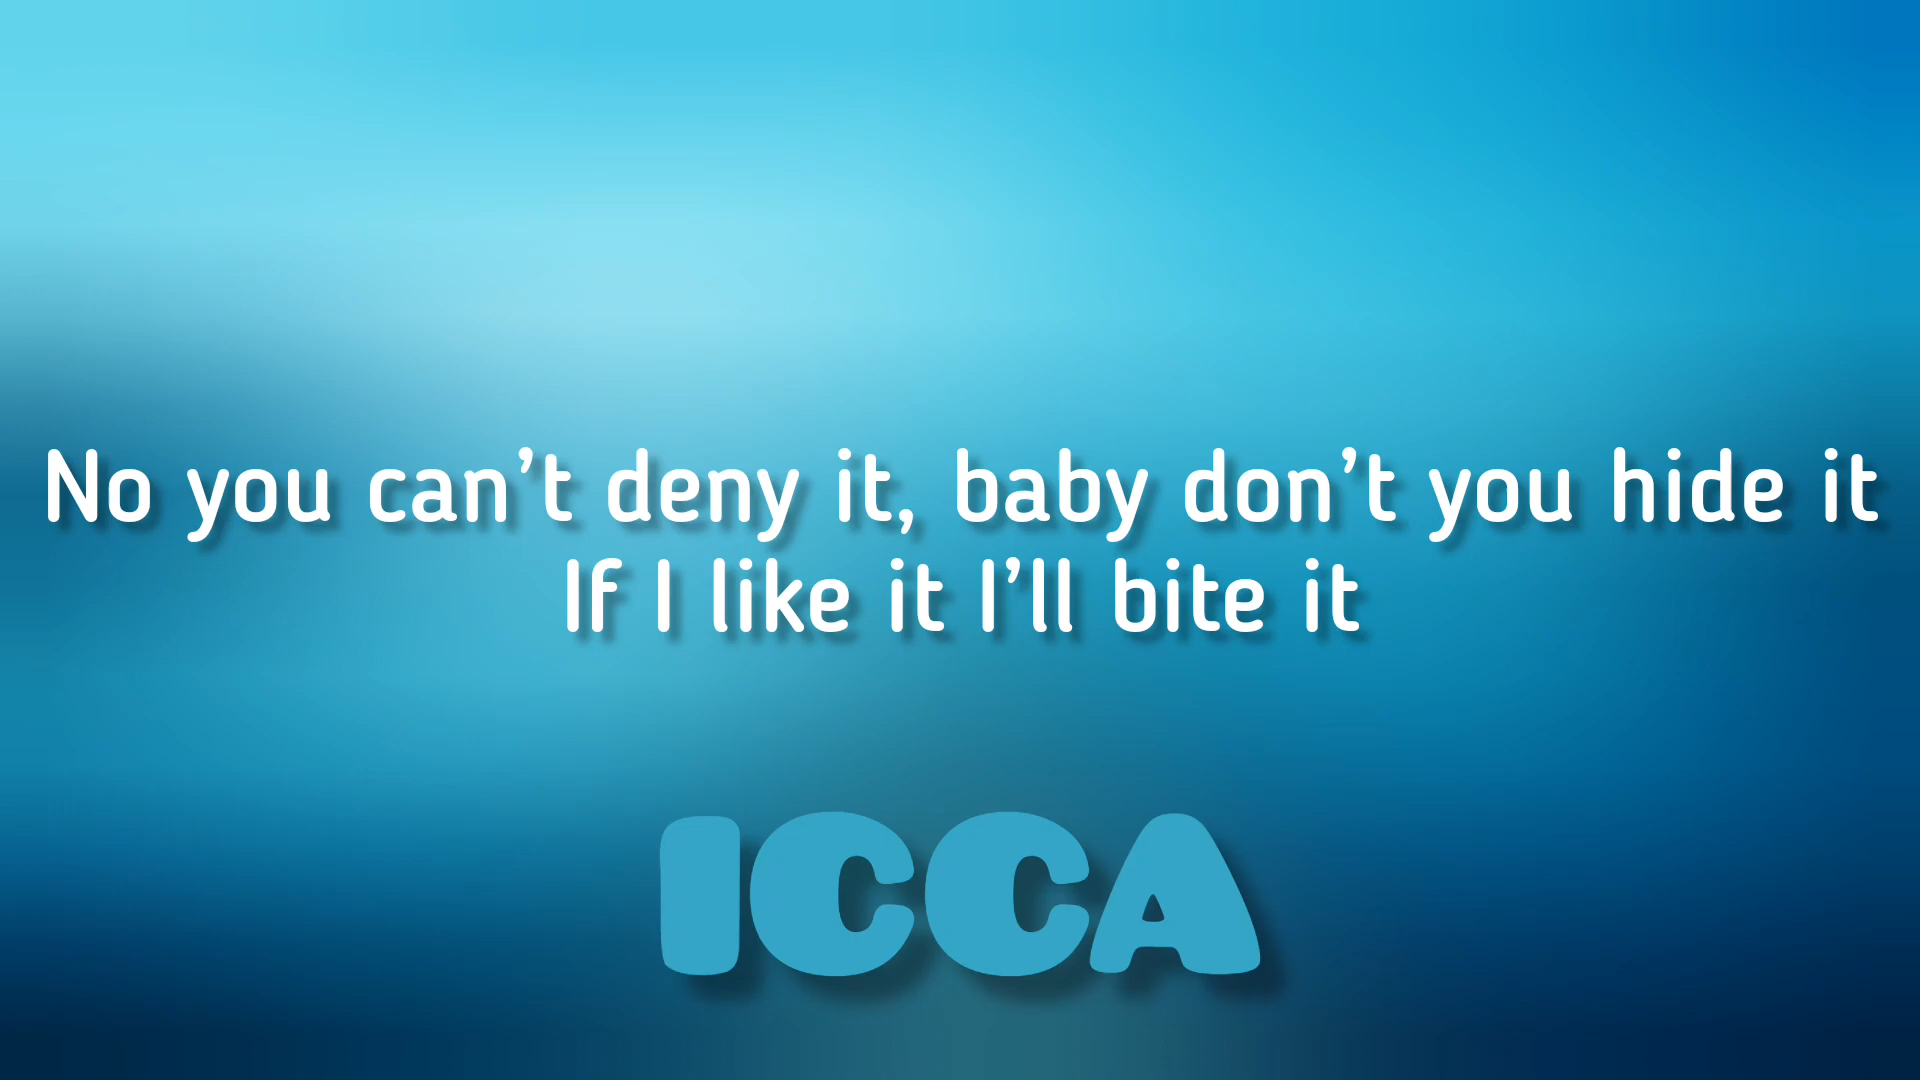 No you can’t deny it, baby don’t you hide it
If I like it I’ll bite it
ICCA